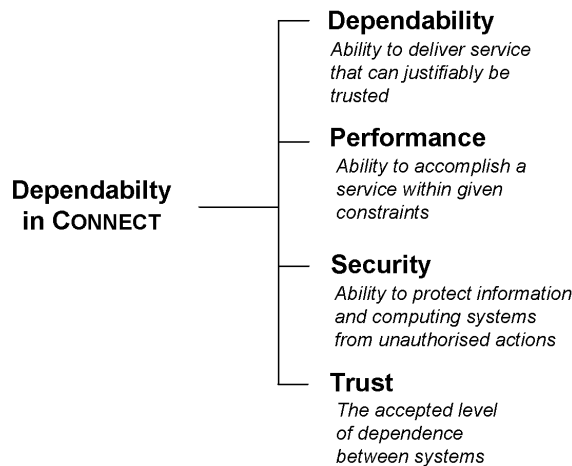 Dependability
Ability to deliver service
that can justifiably be
trusted
Performance
Ability to accomplish a
service within given
constraints
Dependabilty
in CONNECT
Security
Ability to protect information
and computing systems
from unauthorised actions
Trust
The accepted level
of dependence
between systems